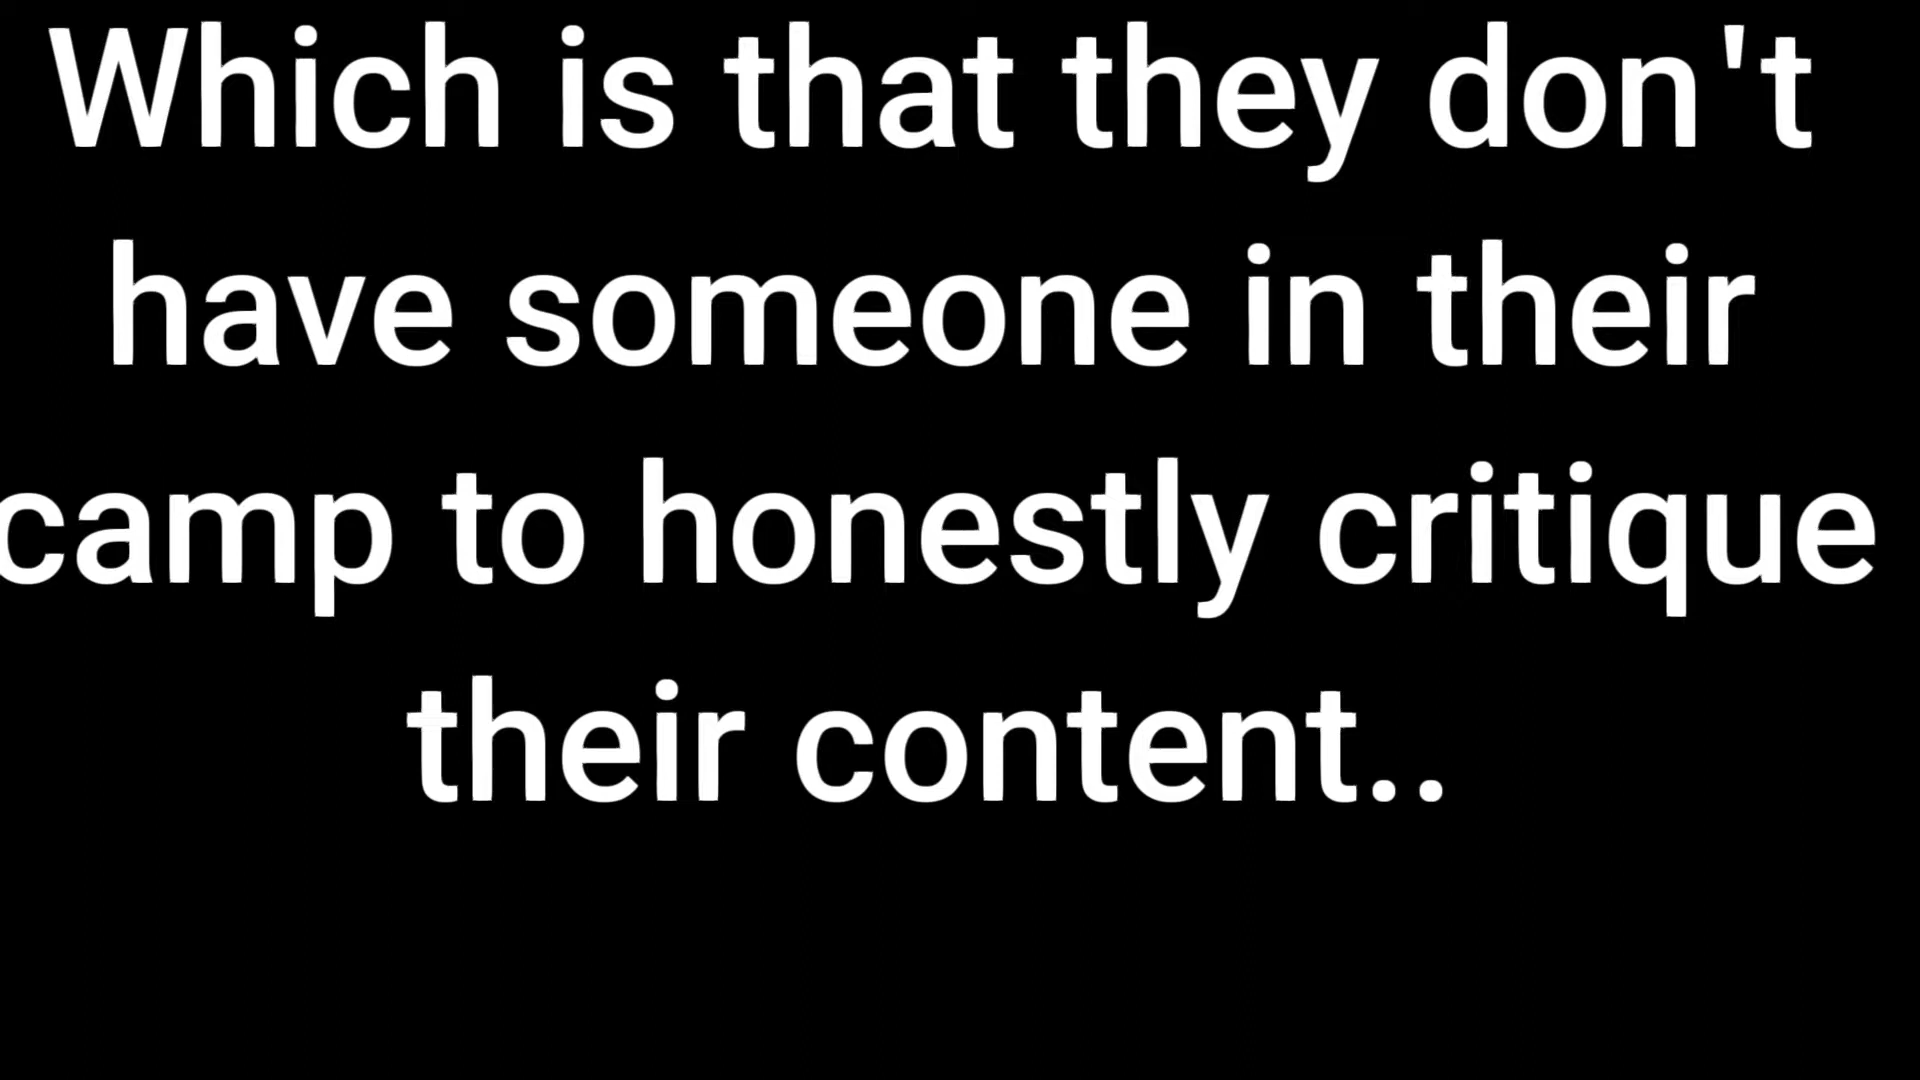 Which is that they don't
have someone in their
camp to honestly critique
their content..